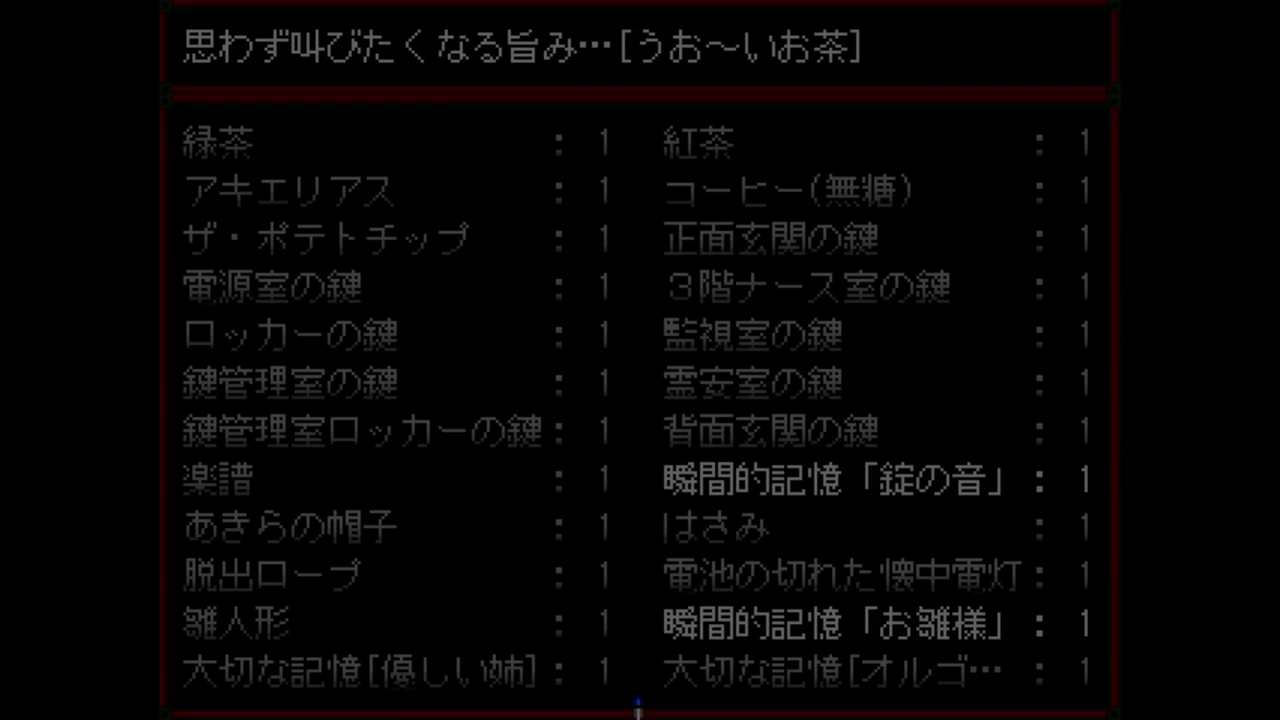 思わず叫びたくなる旨み…[うお～いお茶]
緑茶 : 1 紅茶 : 1
アキエリアス : 1 コーヒー(無糖) : 1
ザ・ポテトチップ : 1 正面玄関の鍵 : 1
電源室の鍵 : 1 ３階ナース室の鍵 : 1
ロッカーの鍵 : 1 監視室の鍵 : 1
鍵管理室の鍵 : 1 霊安室の鍵 : 1
鍵管理室ロッカーの鍵 : 1 背面玄関の鍵 : 1
楽譜 : 1 瞬間的記憶「錠の音」 : 1
あきらの帽子 : 1 はさみ : 1
脱出ロープ : 1 電池の切れた懐中電灯 : 1
雛人形 : 1 瞬間的記憶「お雛様」 : 1
大切な記憶[優しい姉] : 1 大切な記憶[オルゴ… : 1